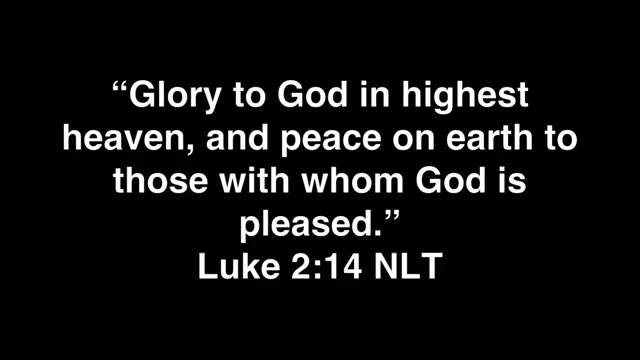 “Glory to God in highest
heaven, and peace on earth to
those with whom God is
pleased.”
Luke 2:14 NLT